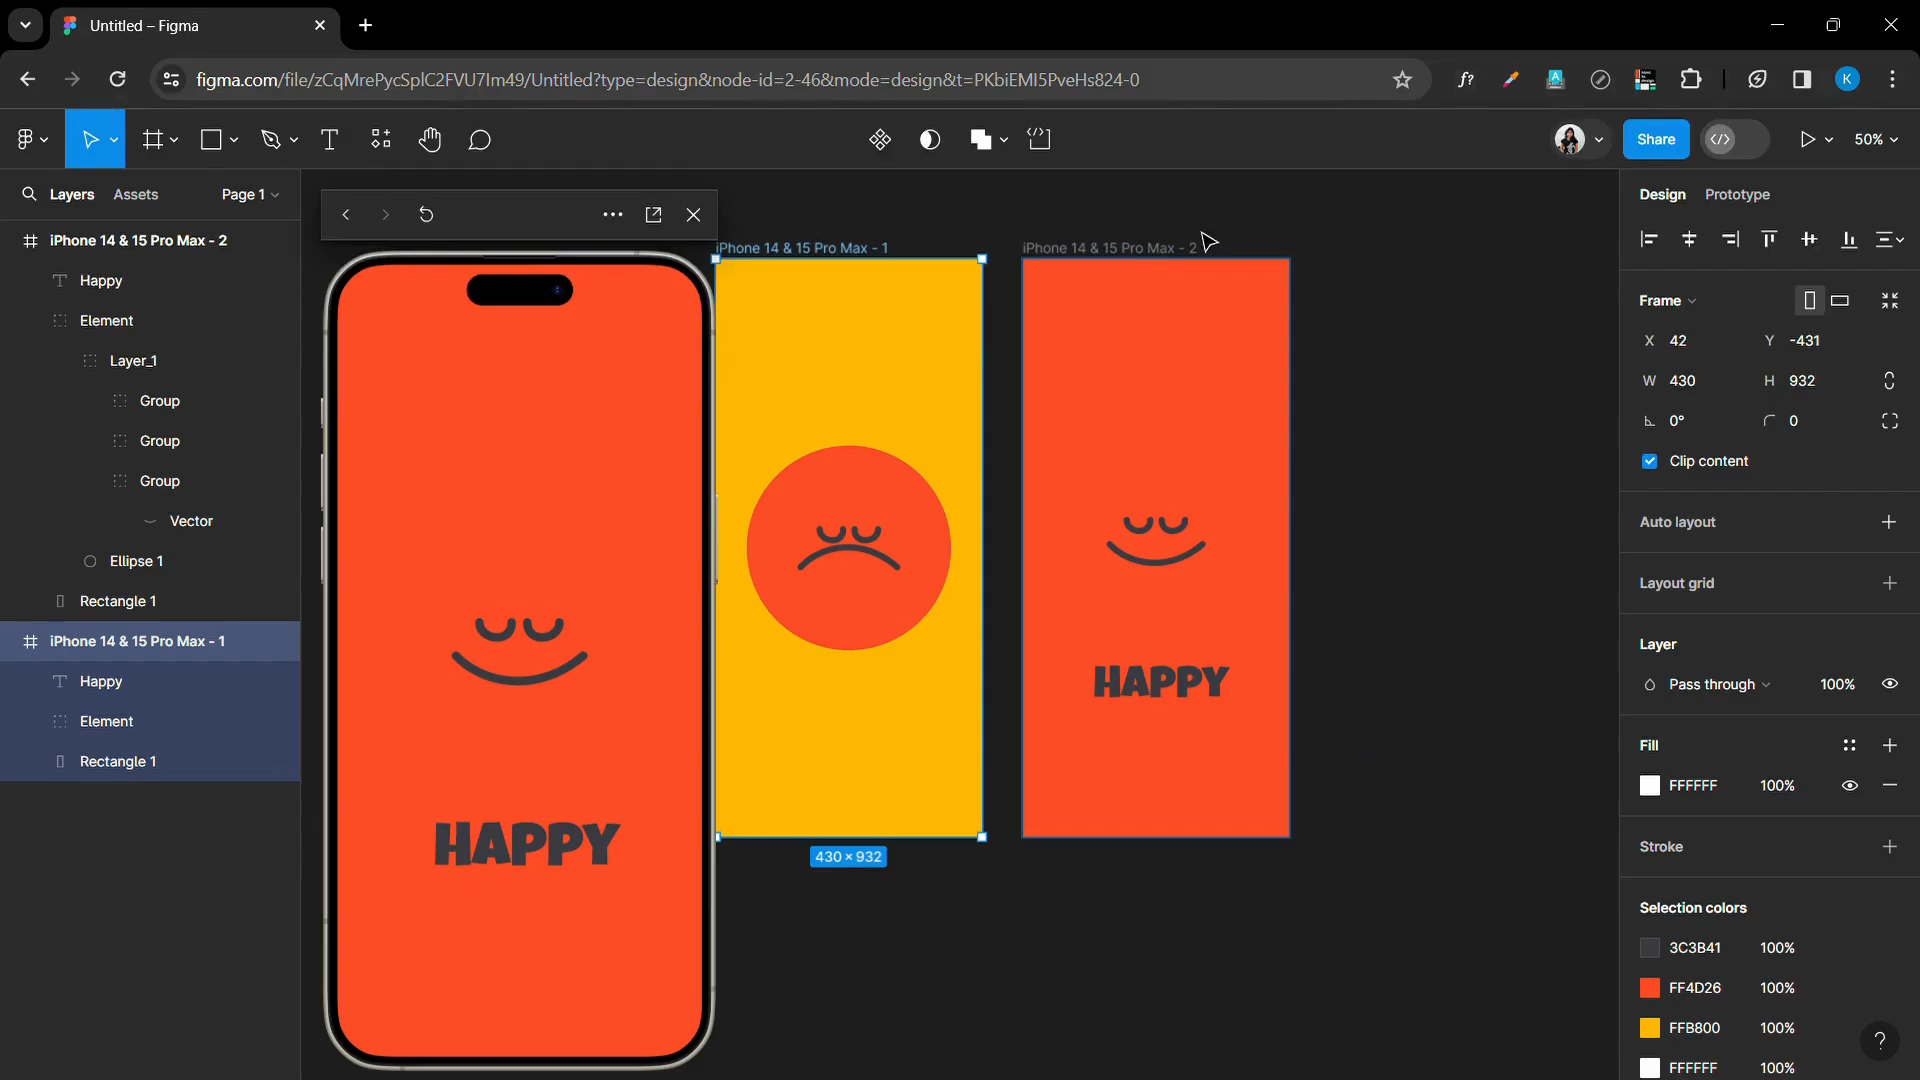 Untitled – Figma
figma.com/file/zCqMrePycSplC2FVU7Im49/Untitled?type=design&node-id=2-46&mode=design&t=PKbiEMI5PveHs824-0
K
Share
50%
Layers
Assets
Page 1
iPhone 14 & 15 Pro Max - 2
Happy
Element
Layer_1
Group
Group
Group
Vector
Ellipse 1
Rectangle 1
iPhone 14 & 15 Pro Max - 1
Happy
Element
Rectangle 1
HAPPY
iPhone 14 & 15 Pro Max - 1
430 × 932
iPhone 14 & 15 Pro Max - 2
HAPPY
Design
Prototype
Frame
X 42
Y -431
W 430
H 932
0°
0
Clip content
Auto layout
Layout grid
Layer
Pass through
100%
Fill
FFFFFF
100%
Stroke
Selection colors
3C3B41
100%
FF4D26
100%
FFB800
100%
FFFFFF
100%
?